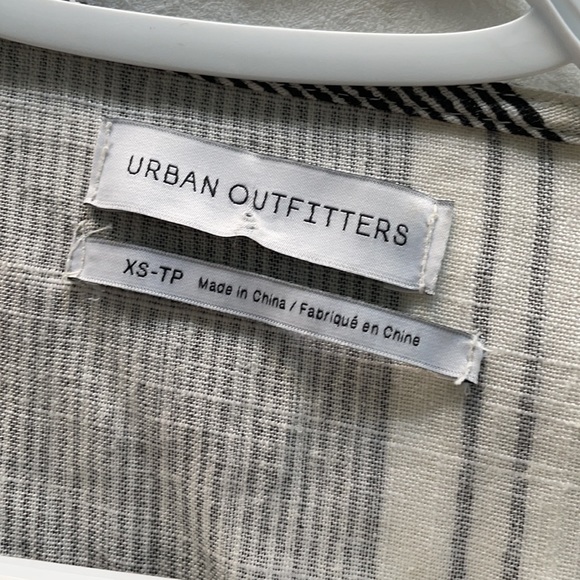 URBAN OUTFITTERS
XS-TP Made in China / Fabriqué en Chine